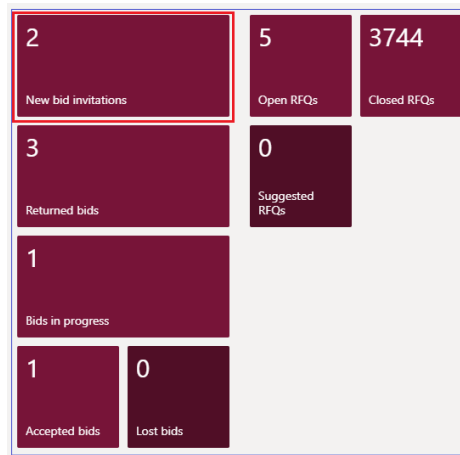 2
New bid invitations
5
Open RFQs
3744
Closed RFQs
3
Returned bids
0
Suggested
RFQs
1
Bids in progress
1
Accepted bids
0
Lost bids